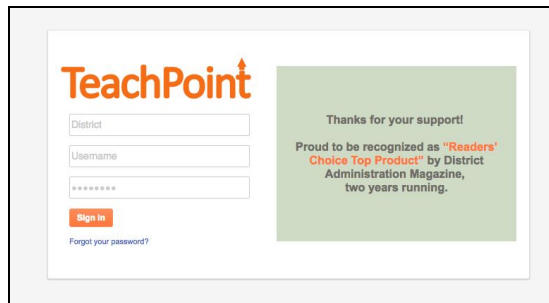 TeachPoint
District
Username
Sign In
Forgot your password?
Thanks for your support!
Proud to be recognized as “Readers’
Choice Top Product” by District
Administration Magazine,
two years running.